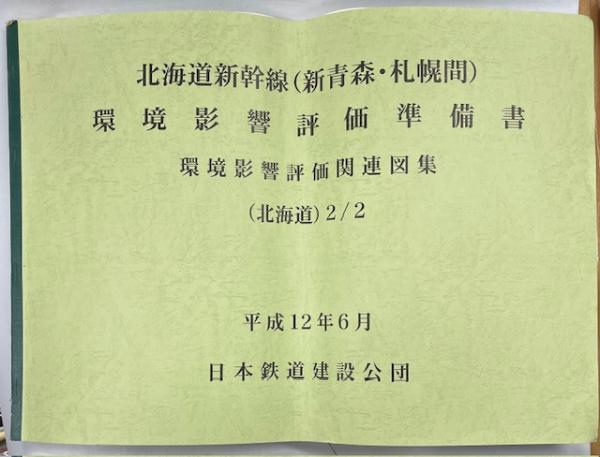 北海道新幹線(新青森・札幌間)
環境影響評価準備書
環境影響評価関連図集
(北海道)2/2
平成12年6月
日本鉄道建設公団